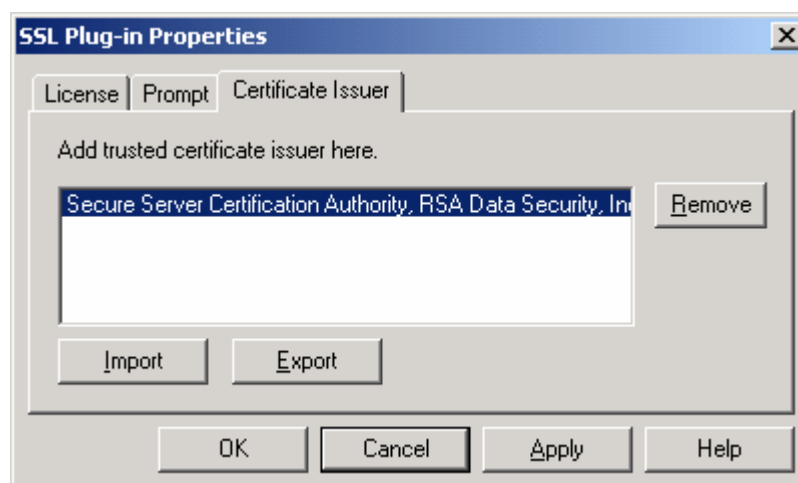 SSL Plug-in Properties
License Prompt Certificate Issuer
Add trusted certificate issuer here.
Secure Server Certification Authority, RSA Data Security, In
Remove
Import Export
OK Cancel Apply Help